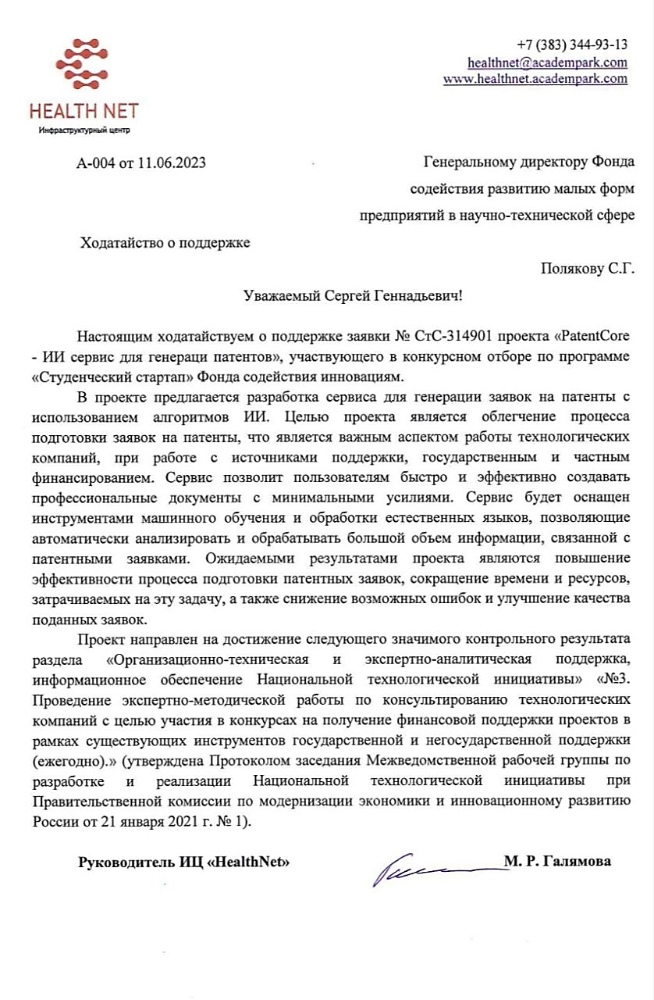 +7 (383) 344-93-13
healthnet@academpark.com
www.healthnet.academpark.com
HEALTH NET
Инфраструктурный центр
А-004 от 11.06.2023
Генеральному директору Фонда
содействия развитию малых форм
предприятий в научно-технической сфере
Ходатайство о поддержке
Полякову С.Г.
Уважаемый Сергей Геннадьевич!
Настоящим ходатайствуем о поддержке заявки № СтС-314901 проекта «PatentCore
- ИИ сервис для генераци патентов», участвующего в конкурсном отборе по программе
«Студенческий стартап» Фонда содействия инновациям.
В проекте предлагается разработка сервиса для генерации заявок на патенты с
использованием алгоритмов ИИ. Целью проекта является облегчение процесса
подготовки заявок на патенты, что является важным аспектом работы технологических
компаний, при работе с источниками поддержки, государственным и частным
финансированием. Сервис позволит пользователям быстро и эффективно создавать
профессиональные документы с минимальными усилиями. Сервис будет оснащен
инструментами машинного обучения и обработки естественных языков, позволяющие
автоматически анализировать и обрабатывать большой объем информации, связанной с
патентными заявками. Ожидаемыми результатами проекта являются повышение
эффективности процесса подготовки патентных заявок, сокращение времени и ресурсов,
затрачиваемых на эту задачу, а также снижение возможных ошибок и улучшение качества
поданных заявок.
Проект направлен на достижение следующего значимого контрольного результата
раздела «Организационно-техническая и экспертно-аналитическая поддержка,
информационное обеспечение Национальной технологической инициативы» «№3.
Проведение экспертно-методической работы по консультированию технологических
компаний с целью участия в конкурсах на получение финансовой поддержки проектов в
рамках существующих инструментов государственной и негосударственной поддержки
(ежегодно).» (утверждена Протоколом заседания Межведомственной рабочей группы по
разработке и реализации Национальной технологической инициативы при
Правительственной комиссии по модернизации экономики и инновационному развитию
России от 21 января 2021 г. № 1).
Руководитель ИЦ «HealthNet» М. Р. Галямова